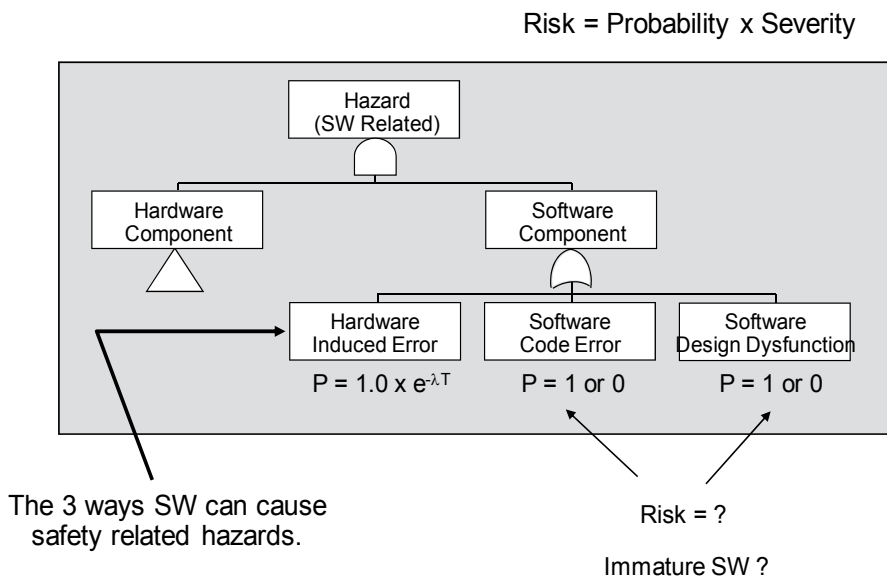 Risk = Probability x Severity
Hazard
(SW Related)
Hardware
Component
Software
Component
Hardware
Induced Error
Software
Code Error
Software
Design Dysfunction
P = 1.0 x e-λT
P = 1 or 0
P = 1 or 0
The 3 ways SW can cause
safety related hazards.
Risk = ?
Immature SW ?